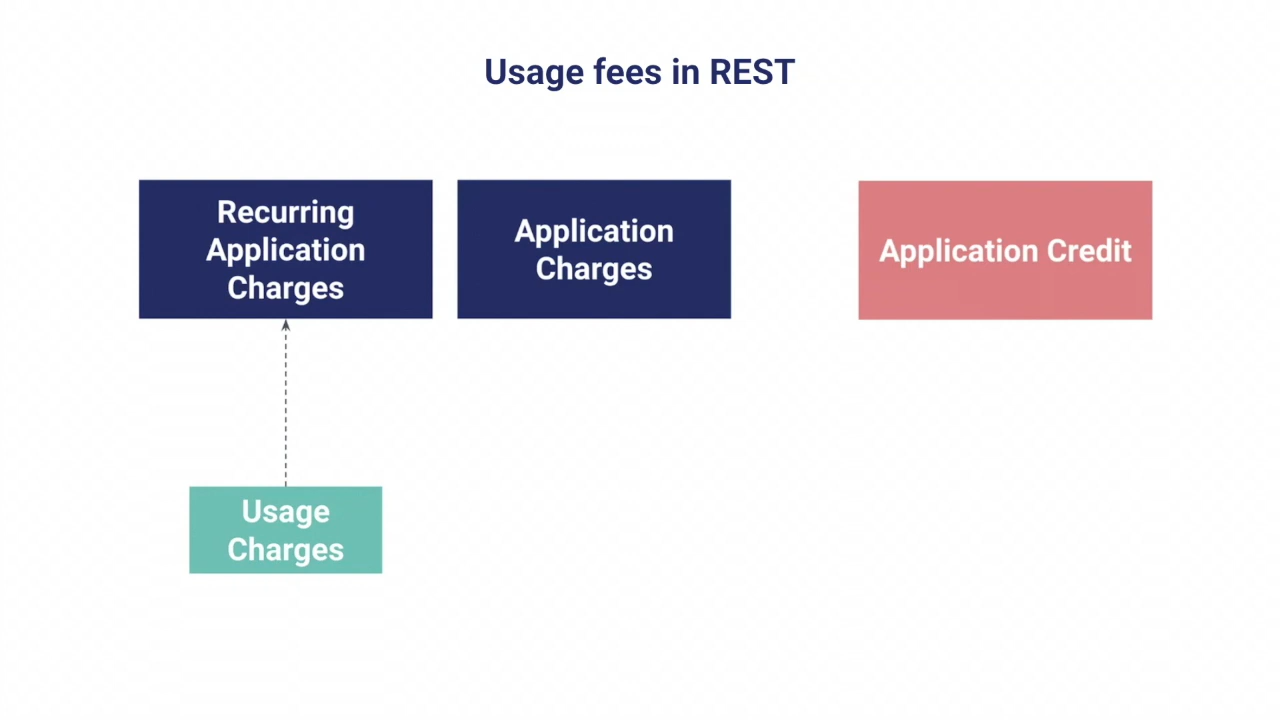 Usage fees in REST
Recurring
Application
Charges
Application
Charges
Application Credit
Usage
Charges